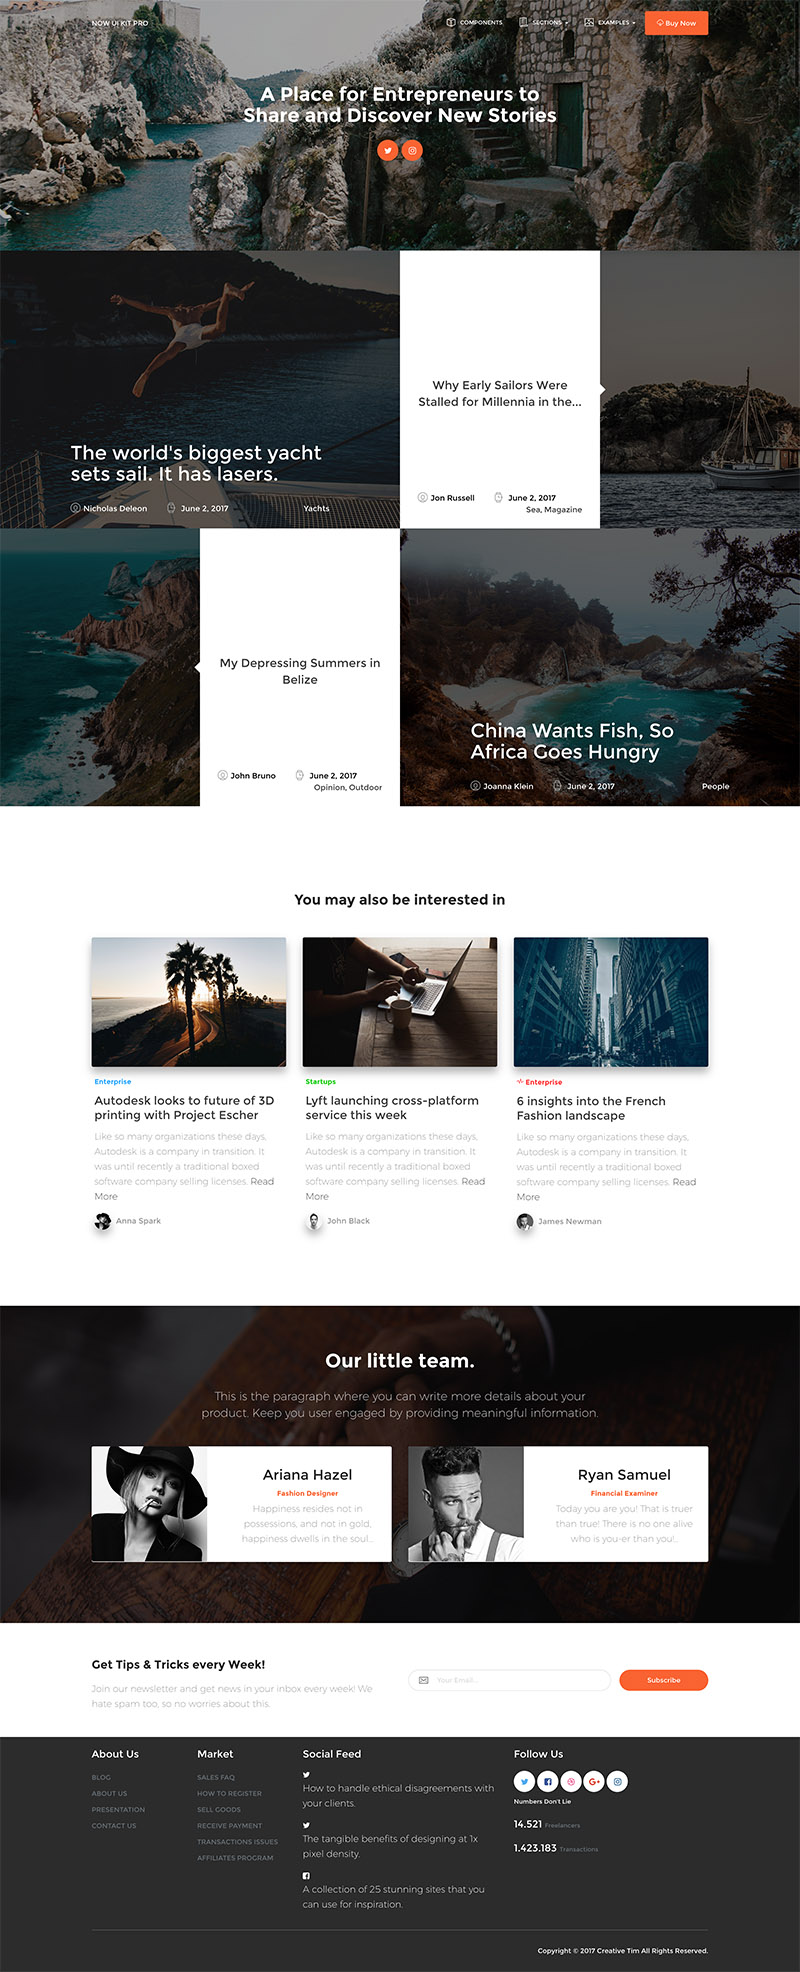 NOW UI KIT PRO
COMPONENTS
SECTIONS
EXAMPLES
Buy Now
A Place for Entrepreneurs to
Share and Discover New Stories
The world's biggest yacht
sets sail. It has lasers.
Nicholas Deleon
June 2, 2017
Yachts
Why Early Sailors Were
Stalled for Millennia in the...
Jon Russell
June 2, 2017
Sea, Magazine
My Depressing Summers in
Belize
John Bruno
June 2, 2017
Opinion, Outdoor
China Wants Fish, So
Africa Goes Hungry
Joanna Klein
June 2, 2017
People
You may also be interested in
Enterprise
Autodesk looks to future of 3D
printing with Project Escher
Like so many organizations these days,
Autodesk is a company in transition. It
was until recently a traditional boxed
software company selling licenses. Read
More
Anna Spark
Startups
Lyft launching cross-platform
service this week
Like so many organizations these days,
Autodesk is a company in transition. It
was until recently a traditional boxed
software company selling licenses. Read
More
John Black
Enterprise
6 insights into the French
Fashion landscape
Like so many organizations these days,
Autodesk is a company in transition. It
was until recently a traditional boxed
software company selling licenses. Read
More
James Newman
Our little team.
This is the paragraph where you can write more details about your
product. Keep you user engaged by providing meaningful information.
Ariana Hazel
Fashion Designer
Happiness resides not in
possessions, and not in gold,
happiness dwells in the soul...
Ryan Samuel
Financial Examiner
Today you are you! That is truer
than true! There is no one alive
who is you-er than you!..
Get Tips & Tricks every Week!
Join our newsletter and get news in your inbox every week! We
hate spam too, so no worries about this.
Your Email...
Subscribe
About Us
BLOG
ABOUT US
PRESENTATION
CONTACT US
Market
SALES FAQ
HOW TO REGISTER
SELL GOODS
RECEIVE PAYMENT
TRANSACTIONS ISSUES
AFFILIATES PROGRAM
Social Feed
How to handle ethical disagreements with
your clients.
The tangible benefits of designing at 1x
pixel density.
A collection of 25 stunning sites that you
can use for inspiration.
Follow Us
G+
Numbers Don't Lie
14.521 Freelancers
1.423.183 Transactions
Copyright © 2017 Creative Tim All Rights Reserved.